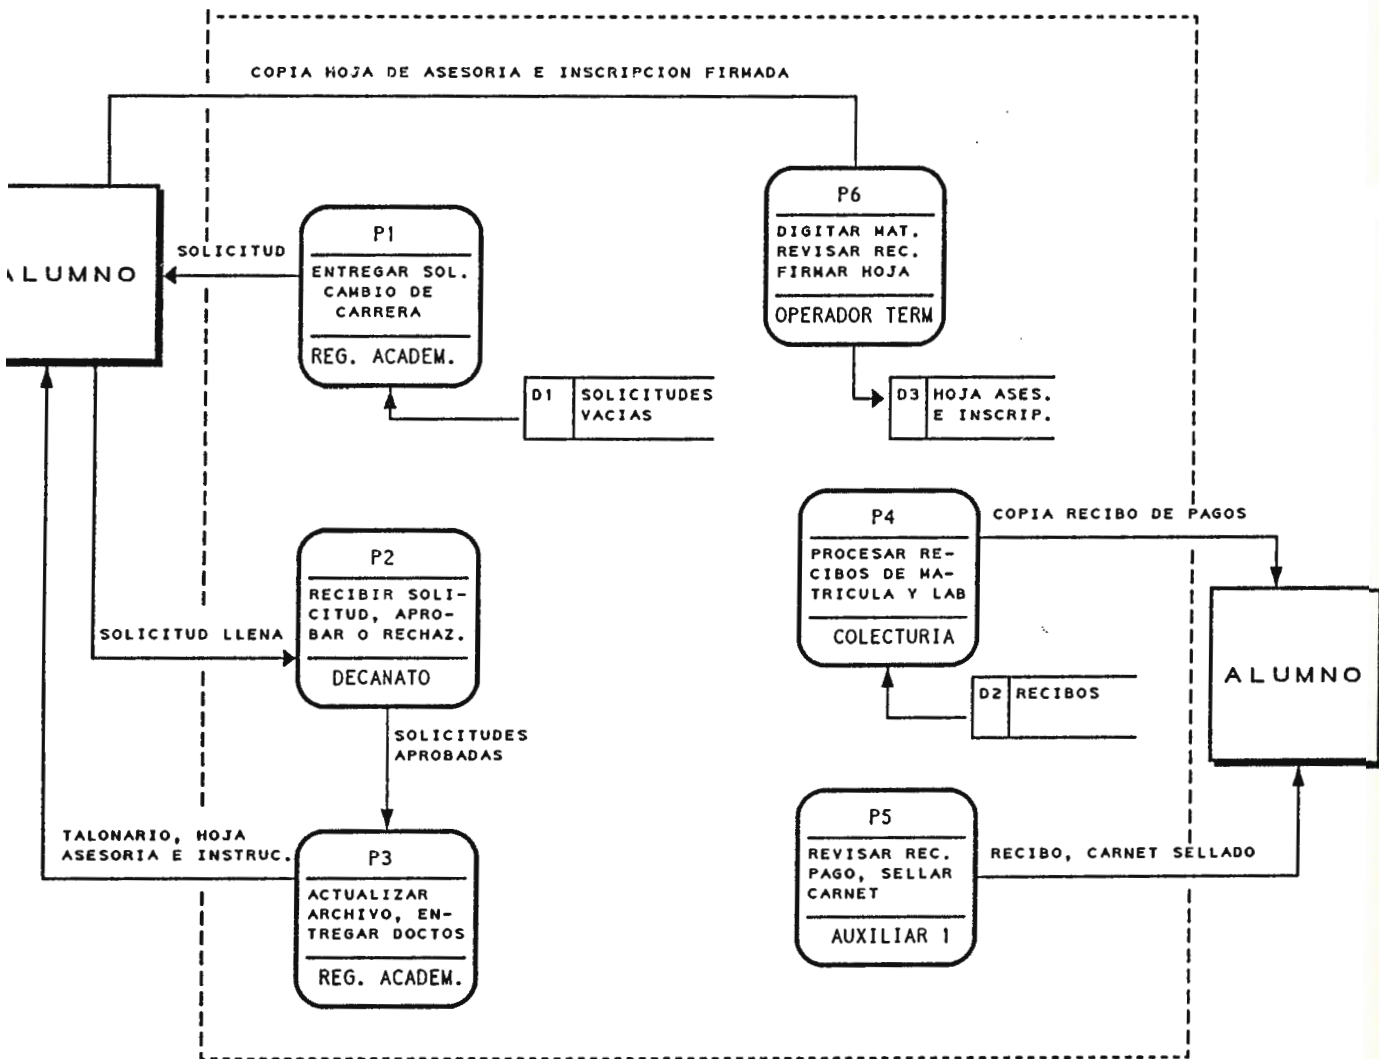 COPIA HOJA DE ASESORIA E INSCRIPCION FIRMADA
P6
DIGITAR MAT.
REVISAR REC.
FIRMAR HOJA
OPERADOR TERM
P1
ENTREGAR SOL.
CAMBIO DE
CARRERA
REG. ACADEM.
SOLICITUD
ALUMNO
D1
SOLICITUDES
VACIAS
D3
HOJA ASES.
E INSCRIP.
P4
PROCESAR RE-
CIBOS DE MA-
TRICULA Y LAB
COLECTURIA
COPIA RECIBO DE PAGOS
P2
RECIBIR SOLI-
CITUD, APRO-
BAR O RECHAZ.
DECANATO
SOLICITUD LLENA
ALUMNO
D2
RECIBOS
SOLICITUDES
APROBADAS
P5
REVISAR REC.
PAGO, SELLAR
CARNET
AUXILIAR 1
RECIBO, CARNET SELLADO
TALONARIO, HOJA
ASESORIA E INSTRUC.
P3
ACTUALIZAR
ARCHIVO, EN-
TREGAR DOCTOS
REG. ACADEM.